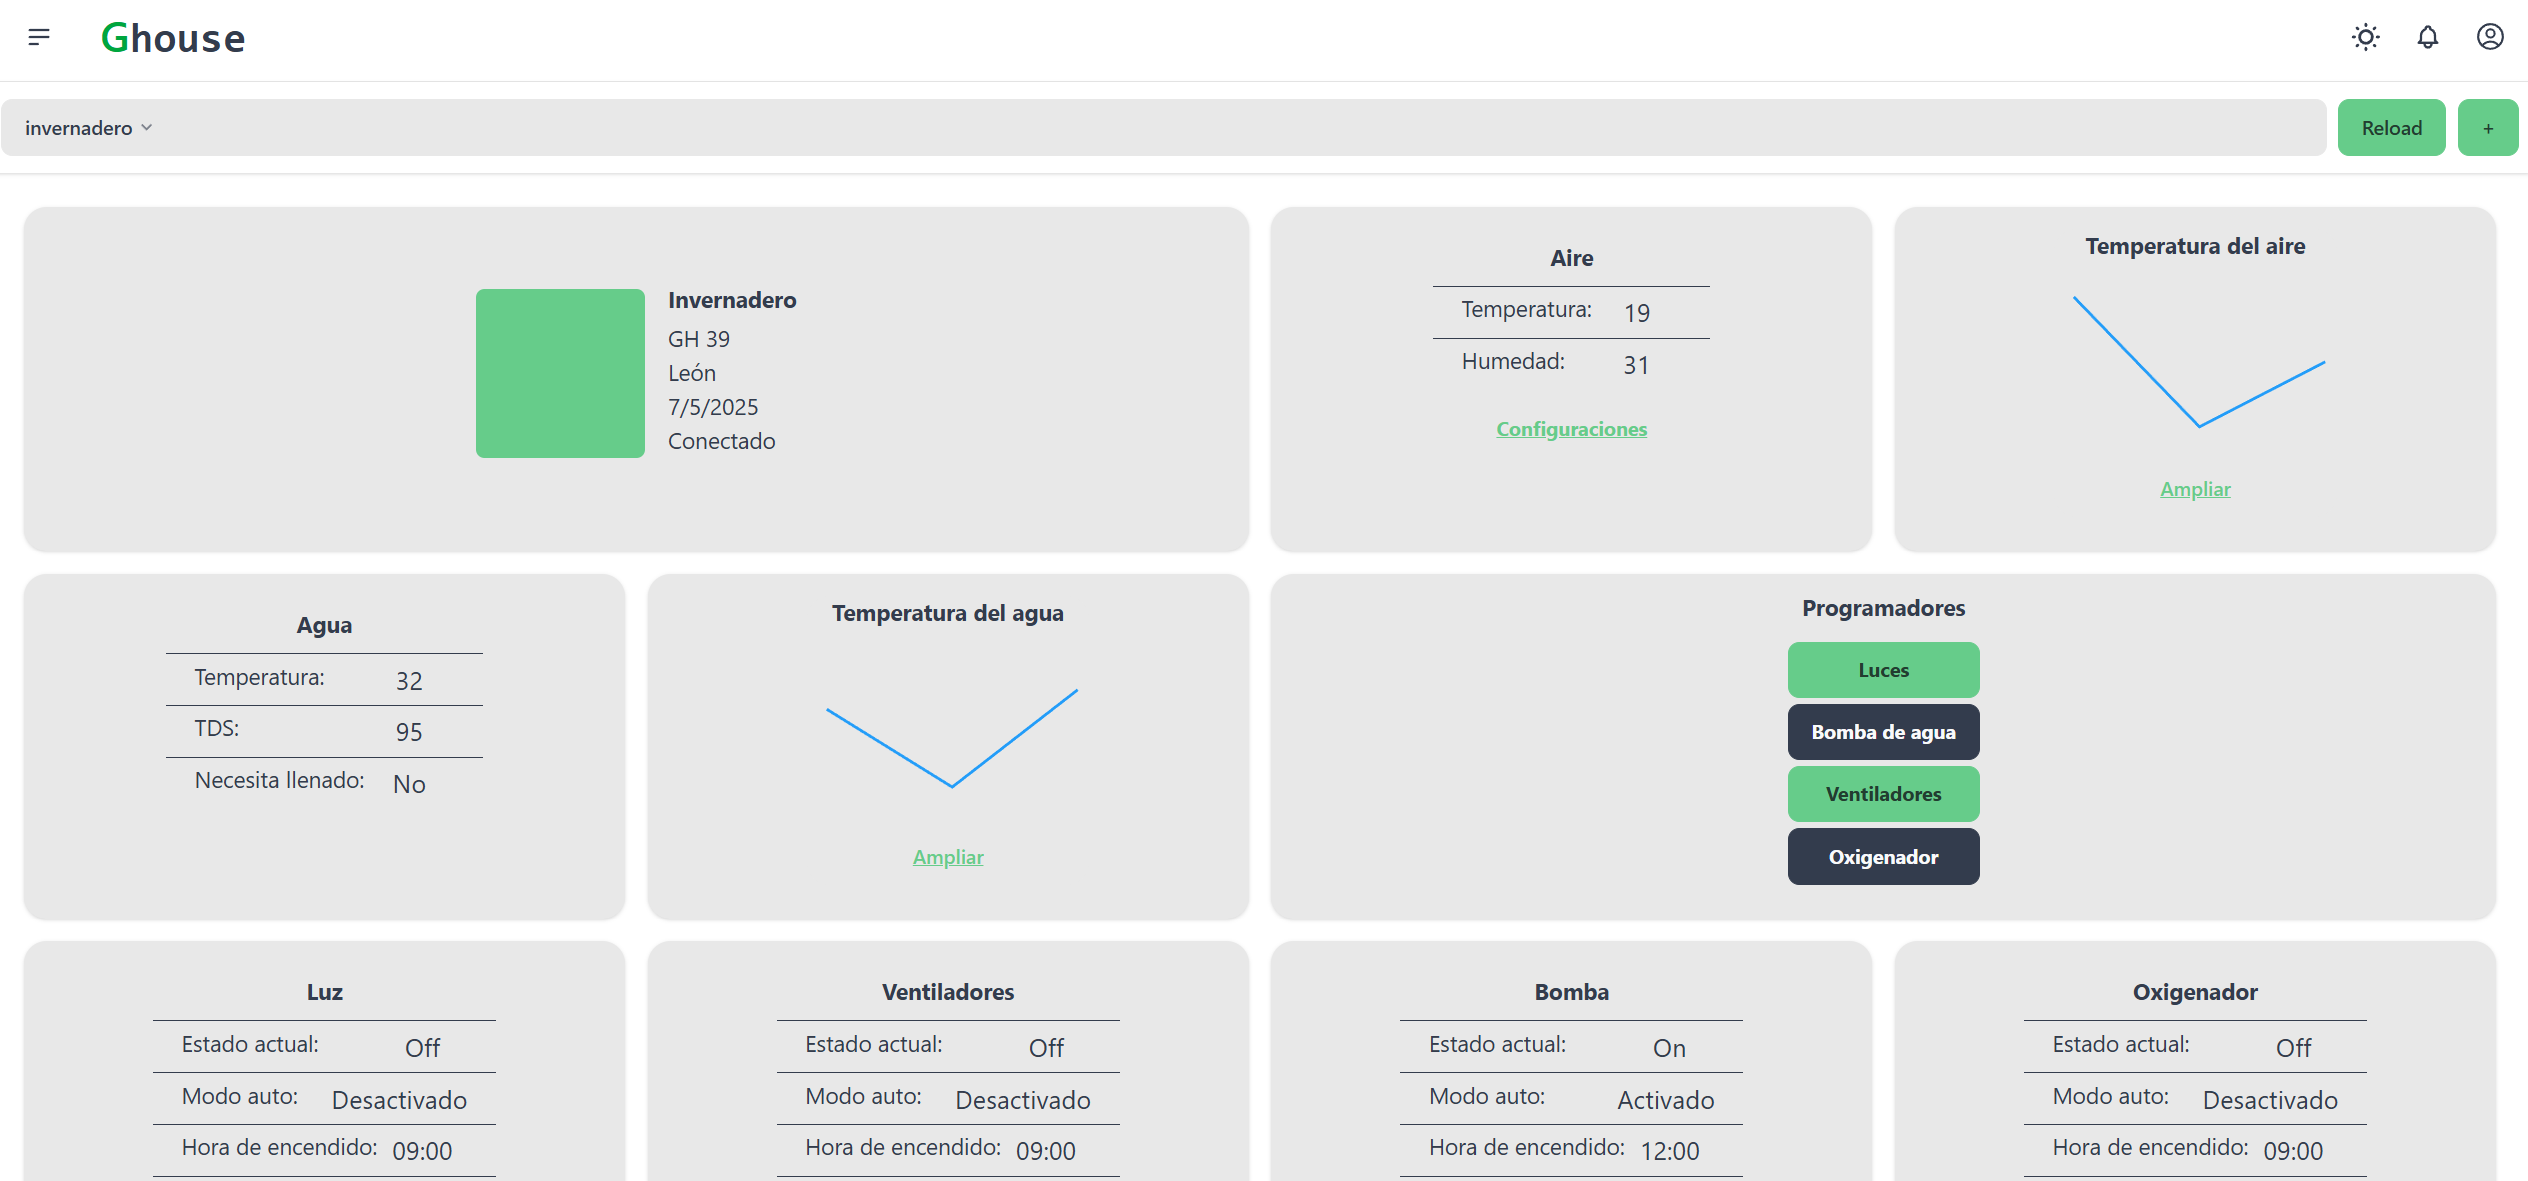 Ghouse
invernadero
Reload
+
Invernadero
GH 39
León
7/5/2025
Conectado
Aire
Temperatura: 19
Humedad: 31
Configuraciones
Temperatura del aire
Ampliar
Agua
Temperatura: 32
TDS: 95
Necesita llenado: No
Temperatura del agua
Ampliar
Programadores
Luces
Bomba de agua
Ventiladores
Oxigenador
Luz
Estado actual: Off
Modo auto: Desactivado
Hora de encendido: 09:00
Ventiladores
Estado actual: Off
Modo auto: Desactivado
Hora de encendido: 09:00
Bomba
Estado actual: On
Modo auto: Activado
Hora de encendido: 12:00
Oxigenador
Estado actual: Off
Modo auto: Desactivado
Hora de encendido: 09:00